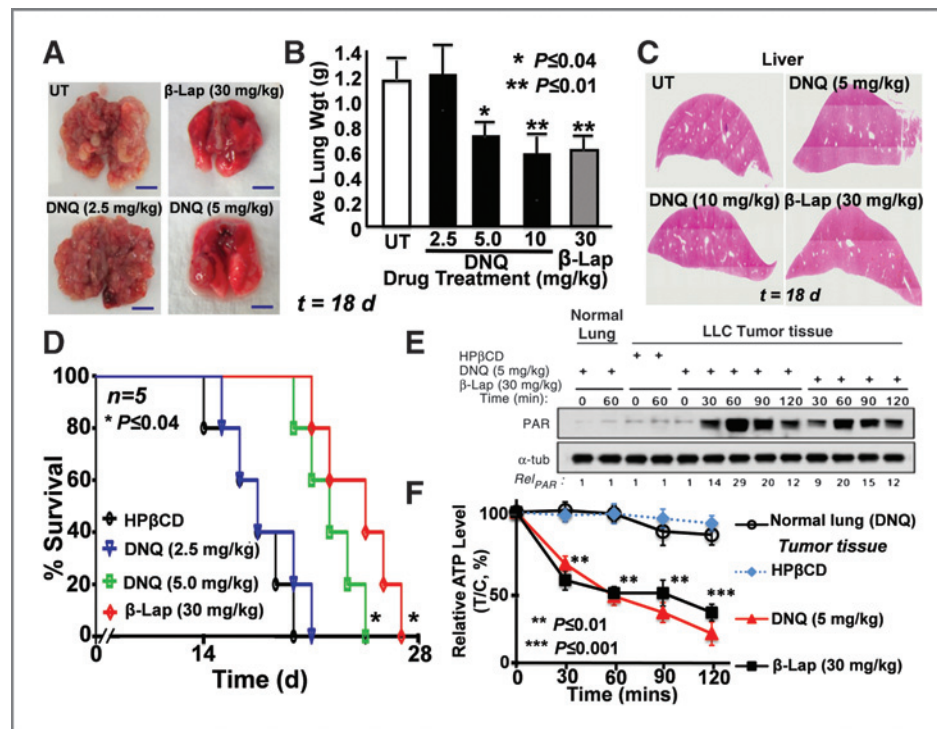 A
UT
β-Lap (30 mg/kg)
DNQ (2.5 mg/kg)
DNQ (5 mg/kg)
B
Ave Lung Wgt (g)
1.4
1.2
1.0
0.8
0.6
0.4
0.2
0
* P≤0.04
** P≤0.01
*
**
**
UT
2.5
5.0
10
30
DNQ
β-Lap
Drug Treatment (mg/kg)
t = 18 d
C
Liver
UT
DNQ (5 mg/kg)
DNQ (10 mg/kg)
β-Lap (30 mg/kg)
t = 18 d
D
% Survival
100
80
60
40
20
0
n=5
* P≤0.04
HPβCD
DNQ (2.5 mg/kg)
DNQ (5.0 mg/kg)
β-Lap (30 mg/kg)
*
*
0
14
28
Time (d)
E
Normal Lung
LLC Tumor tissue
HPβCD + +
DNQ (5 mg/kg) + + + + + + +
β-Lap (30 mg/kg) + + + +
Time (min): 0 60 0 60 0 30 60 90 120 30 60 90 120
PAR
α-tub
Rel PAR : 1 1 1 1 1 14 29 20 12 9 20 15 12
F
Relative ATP Level
(T/C, %)
100
50
0
**
**
**
***
** P≤0.01
*** P≤0.001
0 30 60 90 120
Time (mins)
Normal lung (DNQ)
Tumor tissue
HPβCD
DNQ (5 mg/kg)
β-Lap (30 mg/kg)